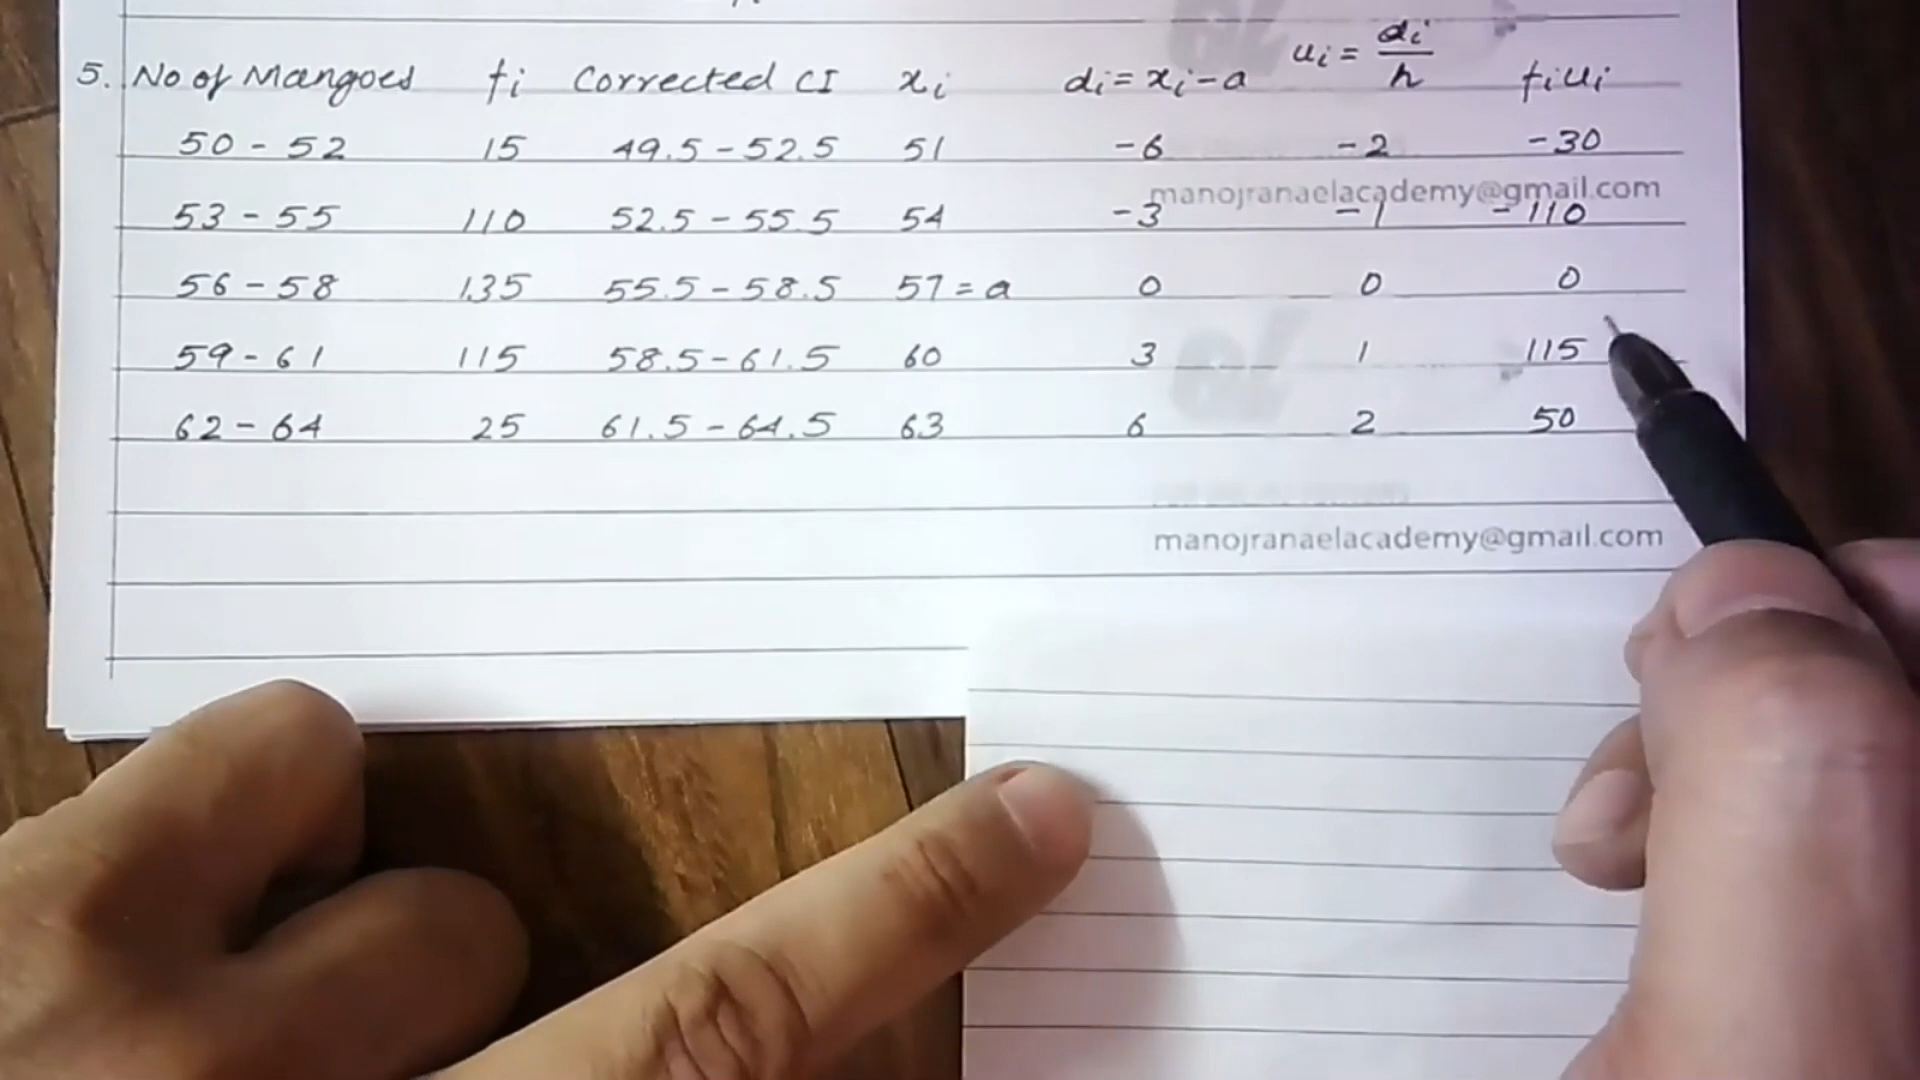 5. No of Mangoes fi Corrected CI xi di = xi - a ui = di/h fiui
50 - 52 15 49.5 - 52.5 51 -6 -2 -30
manojranaelacademy@gmail.com
53 - 55 110 52.5 - 55.5 54 -3 -1 -110
56 - 58 135 55.5 - 58.5 57 = a 0 0 0
59 - 61 115 58.5 - 61.5 60 3 1 115
62 - 64 25 61.5 - 64.5 63 6 2 50
manojranaelacademy@gmail.com